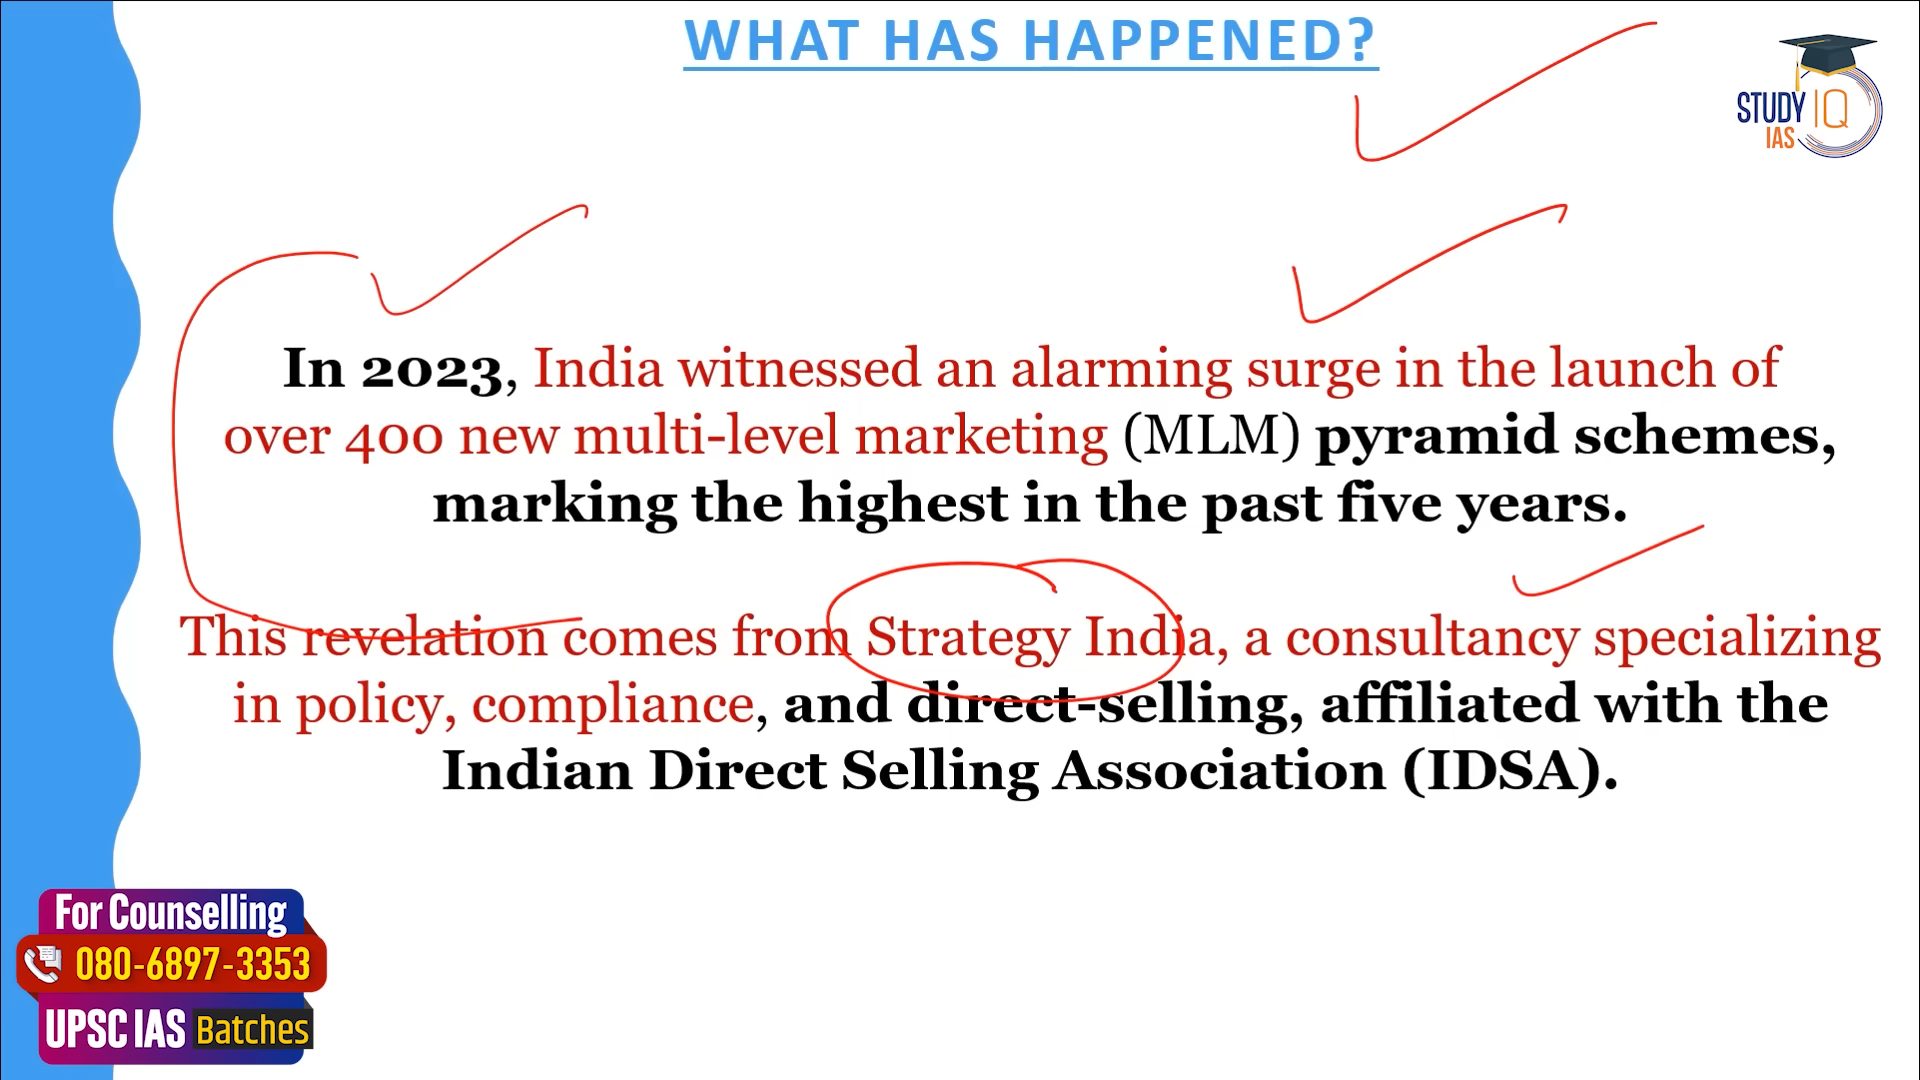 WHAT HAS HAPPENED?
STUDY IQ
IAS
In 2023, India witnessed an alarming surge in the launch of
over 400 new multi-level marketing (MLM) pyramid schemes,
marking the highest in the past five years.
This revelation comes from Strategy India, a consultancy specializing
in policy, compliance, and direct-selling, affiliated with the
Indian Direct Selling Association (IDSA).
For Counselling
080-6897-3353
UPSC IAS Batches